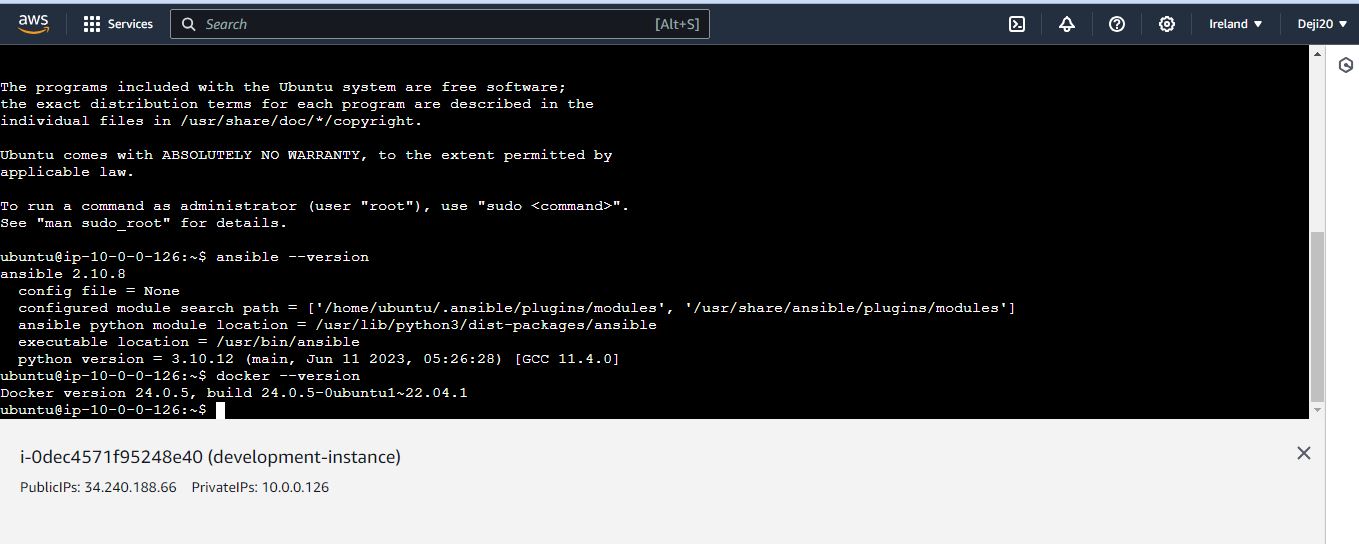 aws
Services
Search
[Alt+S]
Ireland
Deji20
The programs included with the Ubuntu system are free software;
the exact distribution terms for each program are described in the
individual files in /usr/share/doc/*/copyright.
Ubuntu comes with ABSOLUTELY NO WARRANTY, to the extent permitted by
applicable law.
To run a command as administrator (user "root"), use "sudo <command>".
See "man sudo_root" for details.
ubuntu@ip-10-0-0-126:~$ ansible --version
ansible 2.10.8
  config file = None
  configured module search path = ['/home/ubuntu/.ansible/plugins/modules', '/usr/share/ansible/plugins/modules']
  ansible python module location = /usr/lib/python3/dist-packages/ansible
  executable location = /usr/bin/ansible
  python version = 3.10.12 (main, Jun 11 2023, 05:26:28) [GCC 11.4.0]
ubuntu@ip-10-0-0-126:~$ docker --version
Docker version 24.0.5, build 24.0.5-0ubuntu1~22.04.1
ubuntu@ip-10-0-0-126:~$
i-0dec4571f95248e40 (development-instance)
PublicIPs: 34.240.188.66 PrivateIPs: 10.0.0.126